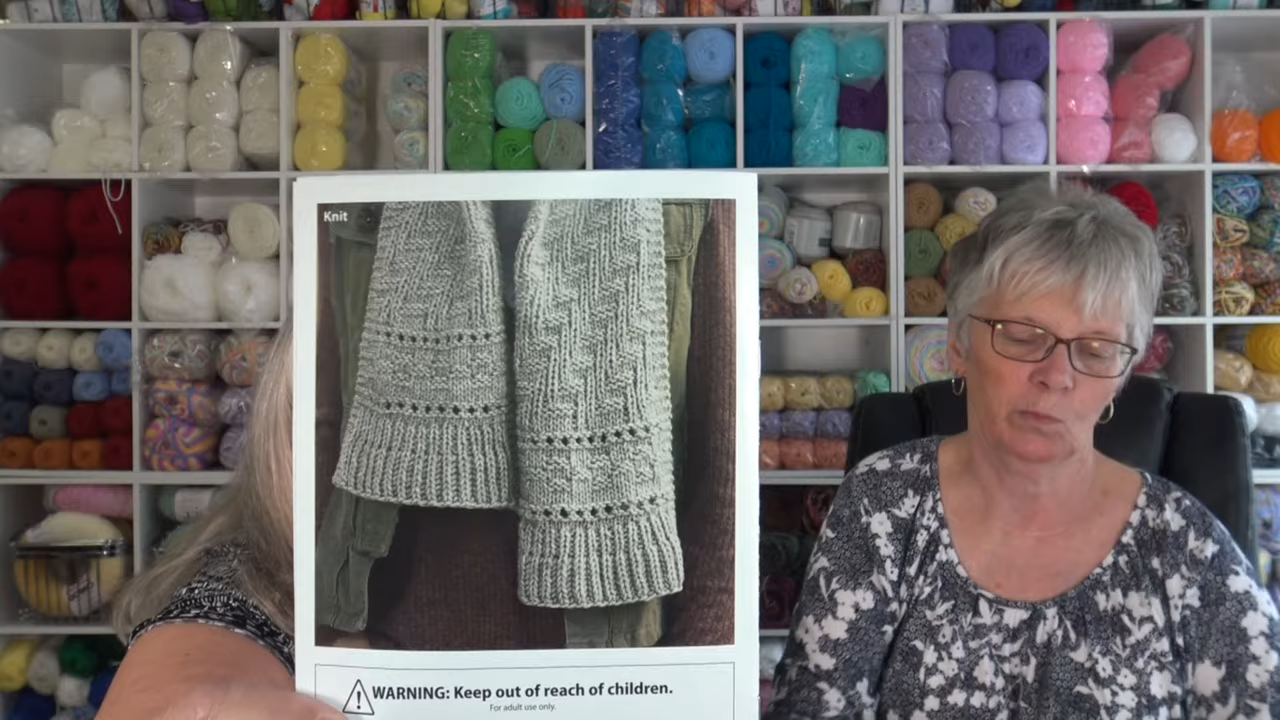 Knit
WARNING: Keep out of reach of children.
For adult use only.